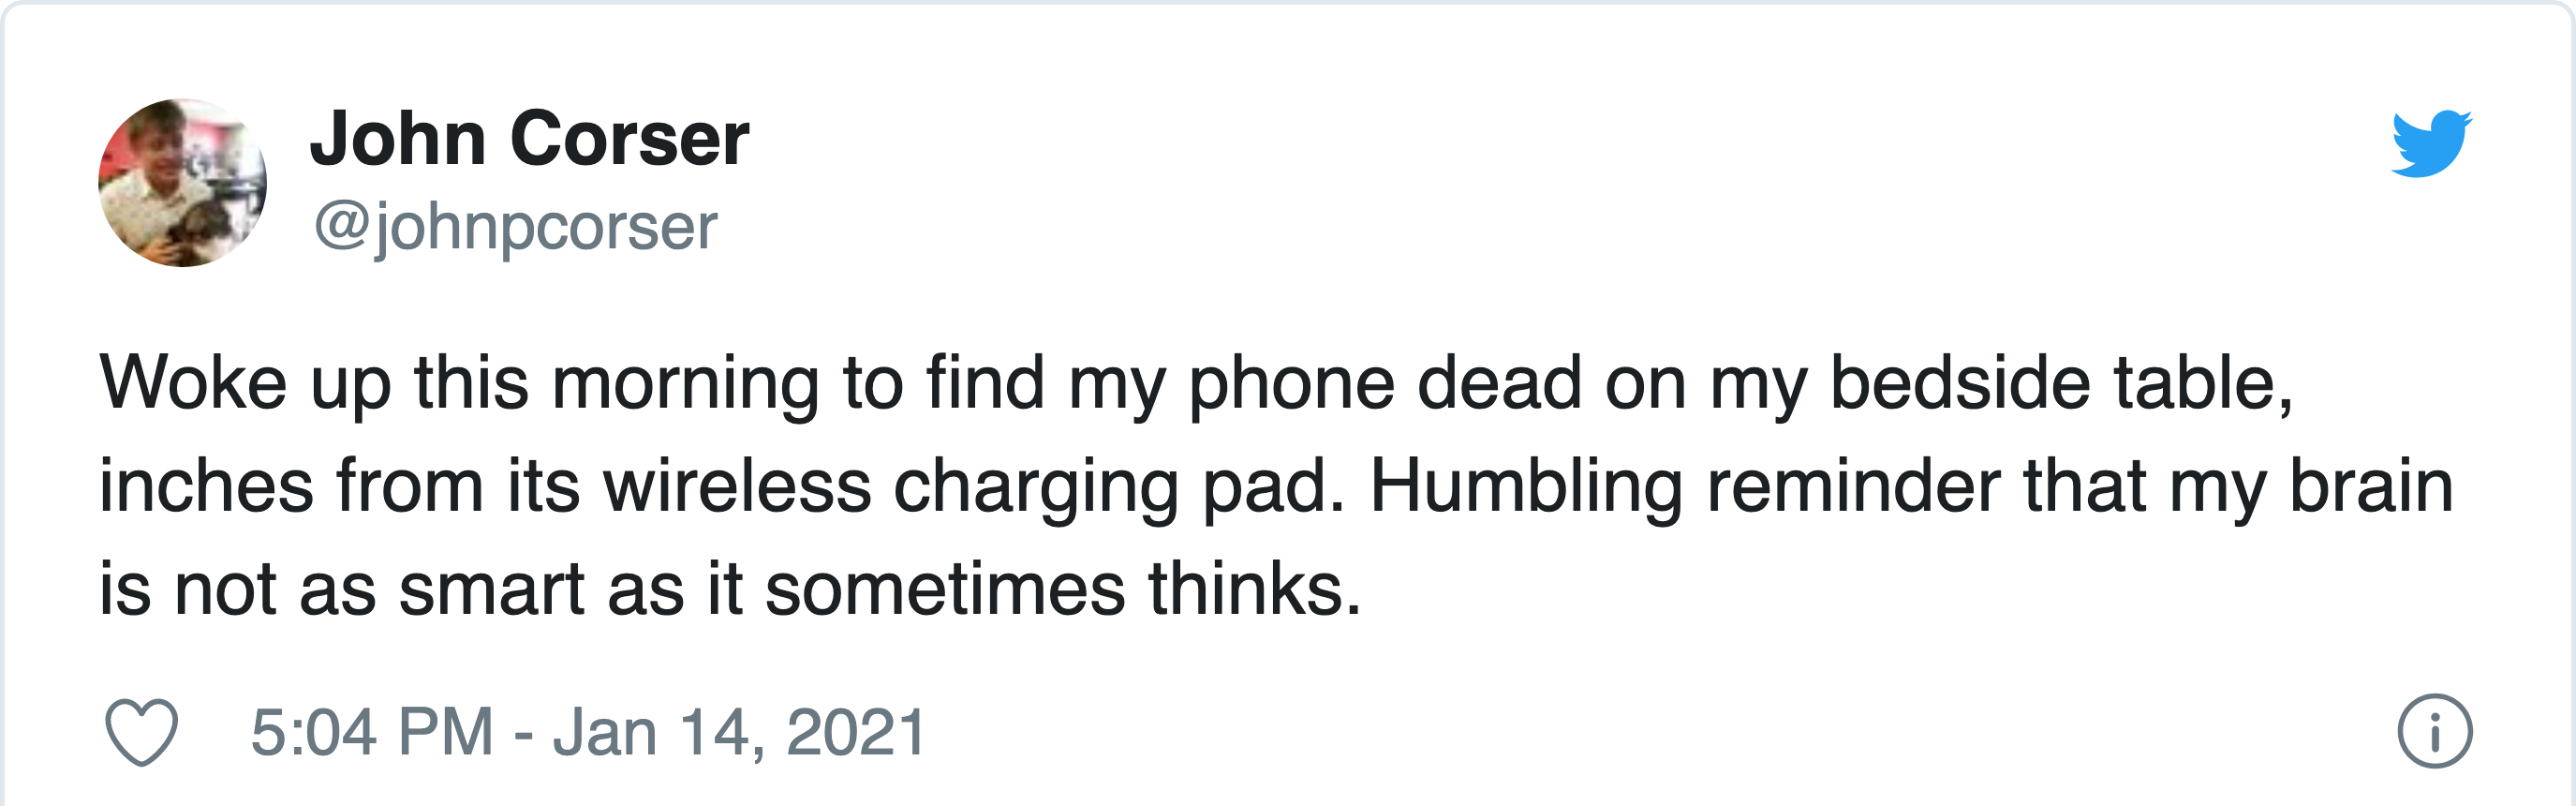 John Corser
@johnpcorser
Woke up this morning to find my phone dead on my bedside table,
inches from its wireless charging pad. Humbling reminder that my brain
is not as smart as it sometimes thinks.
5:04 PM - Jan 14, 2021